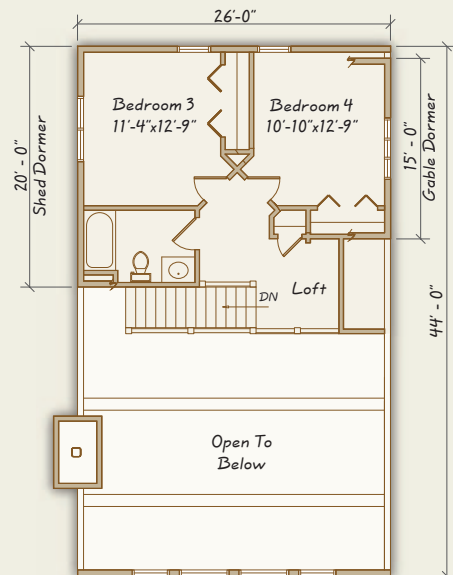 26'-0"
Bedroom 3
11'-4"x12'-9"
Bedroom 4
10'-10"x12'-9"
20' - 0"
Shed Dormer
15' - 0"
Gable Dormer
DN
Loft
44' - 0"
Open To
Below